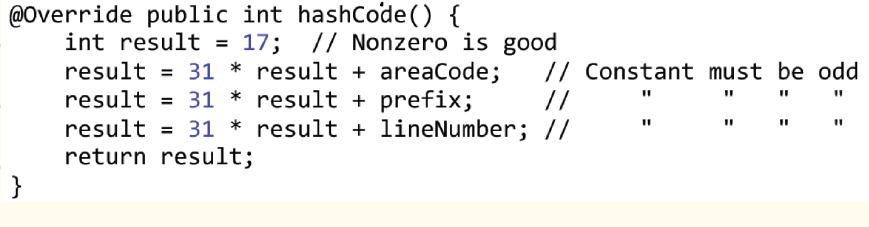 @Override public int hashCode() {
    int result = 17;  // Nonzero is good
    result = 31 * result + areaCode;   // Constant must be odd
    result = 31 * result + prefix;     //     "     "   "   "
    result = 31 * result + lineNumber; //     "     "   "   "
    return result;
}